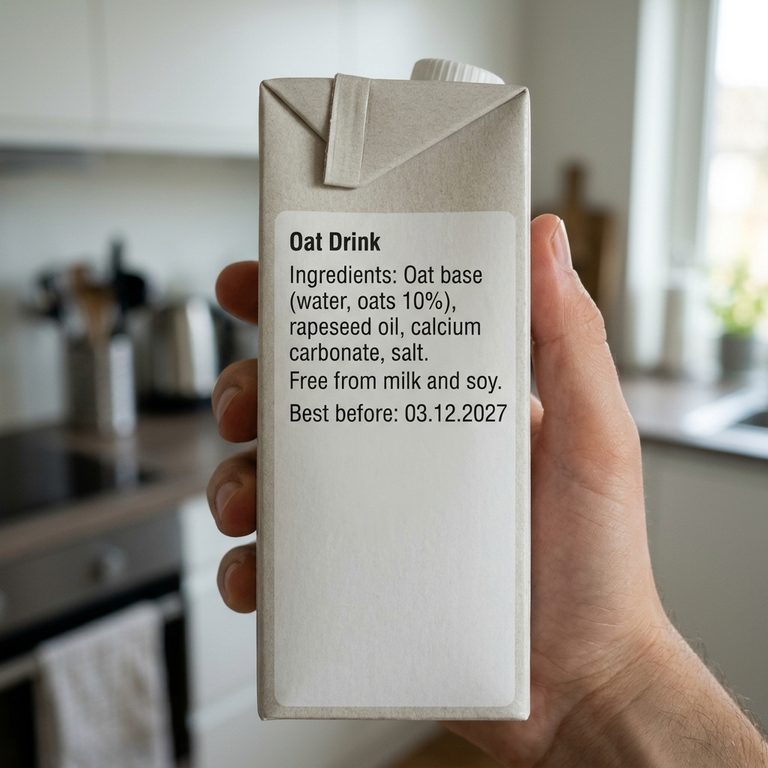 Oat Drink
Ingredients: Oat base
(water, oats 10%),
rapeseed oil, calcium
carbonate, salt.
Free from milk and soy.
Best before: 03.12.2027